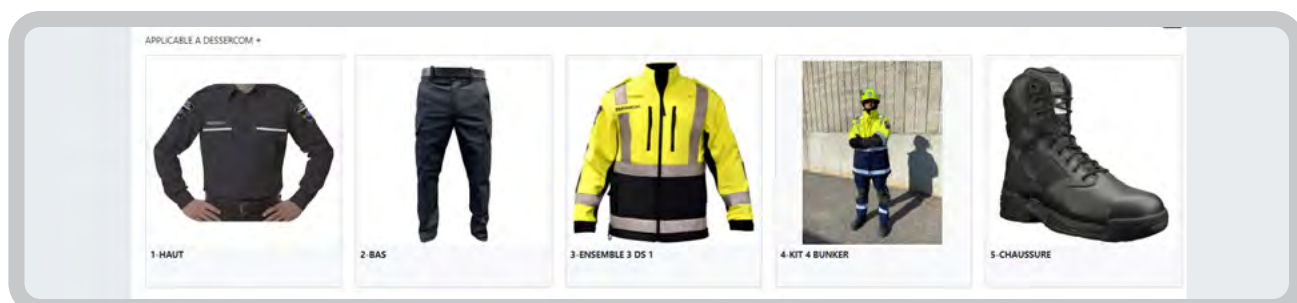 APPLICABLE A DESSERCOM +
1-HAUT
2-BAS
3-ENSEMBLE 3 DS 1
4-KIT 4 BUNKER
5-CHAUSSURE